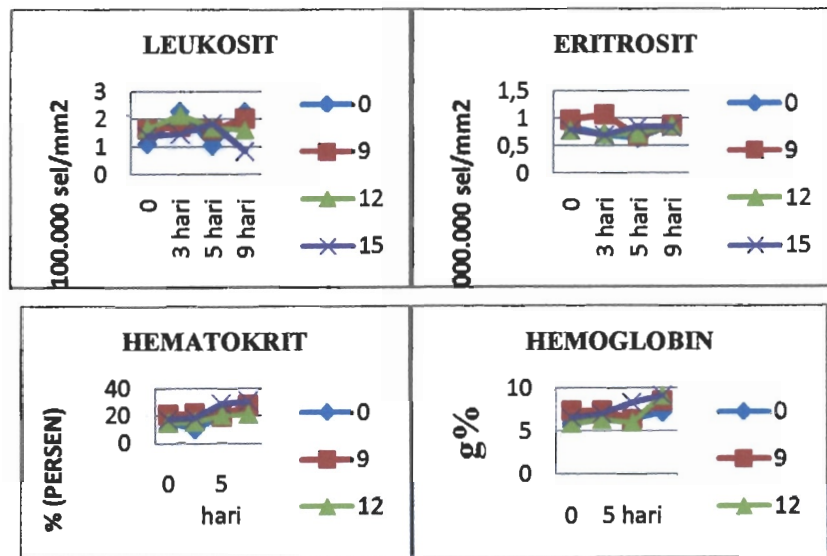 LEUKOSIT
100.000 sel/mm2
3
2
1
0
0
3 hari
5 hari
9 hari
0
9
12
15
ERITROSIT
000.000 sel/mm2
1,5
1
0,5
0
0
3 hari
5 hari
9 hari
0
9
12
15
HEMATOKRIT
% (PERSEN)
40
20
0
0
5
hari
0
9
12
HEMOGLOBIN
g%
10
5
0
0
5 hari
0
9
12